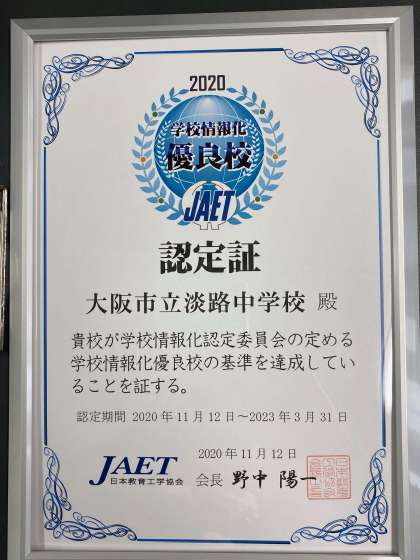 2020
学校情報化
優良校
JAET
認定証
大阪市立淡路中学校 殿
貴校が学校情報化認定委員会の定める
学校情報化優良校の基準を達成してい
ることを証する。
認定期間 2020年11月12日～2023年3月31日
2020年11月12日
JAET
日本教育工学協会
会長 野中 陽一